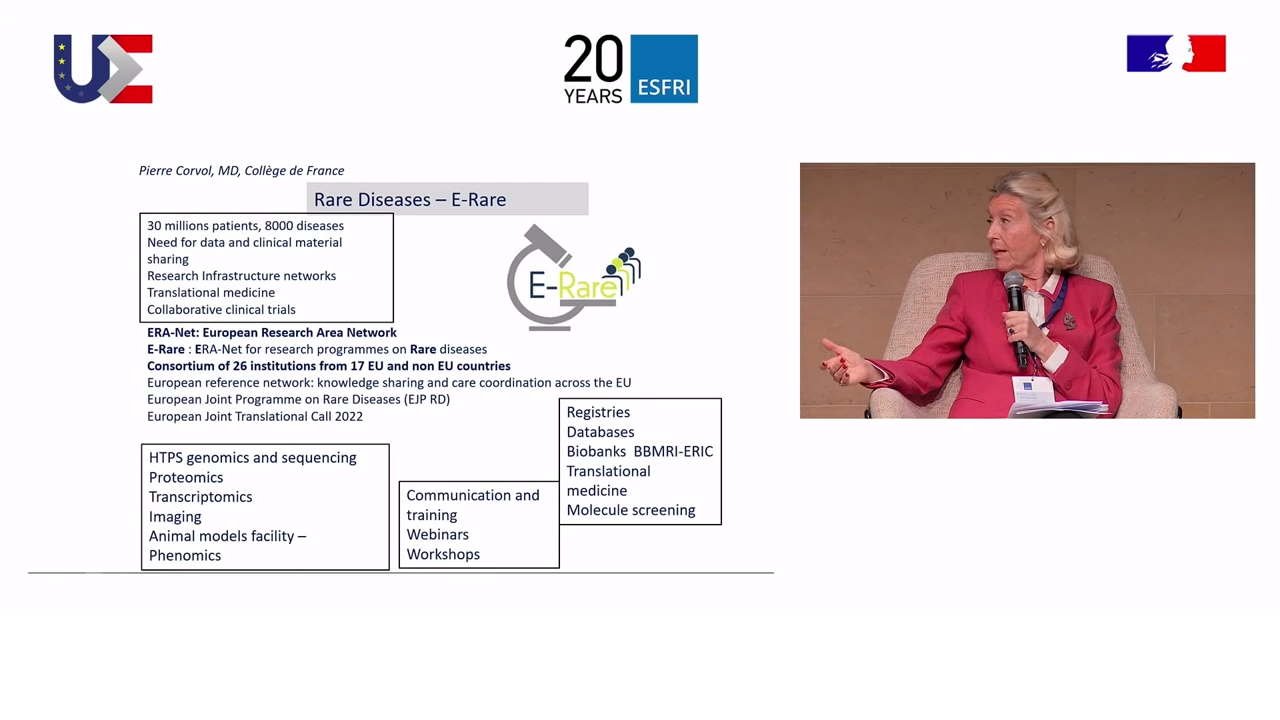 UE
20
YEARS
ESFRI
Pierre Corvol, MD, Collège de France
Rare Diseases – E-Rare
30 millions patients, 8000 diseases
Need for data and clinical material
sharing
Research Infrastructure networks
Translational medicine
Collaborative clinical trials
E-Rare
ERA-Net: European Research Area Network
E-Rare : ERA-Net for research programmes on Rare diseases
Consortium of 26 institutions from 17 EU and non EU countries
European reference network: knowledge sharing and care coordination across the EU
European Joint Programme on Rare Diseases (EJP RD)
European Joint Translational Call 2022
HTPS genomics and sequencing
Proteomics
Transcriptomics
Imaging
Animal models facility –
Phenomics
Communication and
training
Webinars
Workshops
Registries
Databases
Biobanks  BBMRI-ERIC
Translational
medicine
Molecule screening